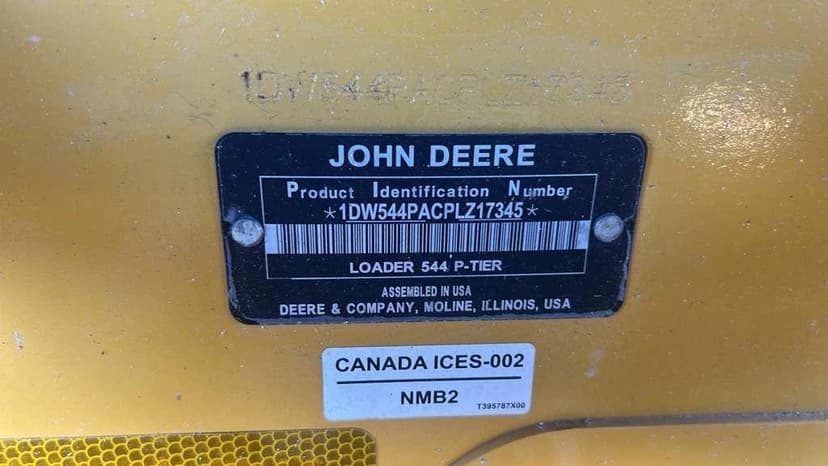 1DW544PACPLZ17345
JOHN DEERE
Product Identification Number
*1DW544PACPLZ17345*
LOADER 544 P-TIER
ASSEMBLED IN USA
DEERE & COMPANY, MOLINE, ILLINOIS, USA
CANADA ICES-002
NMB2
T395787X00